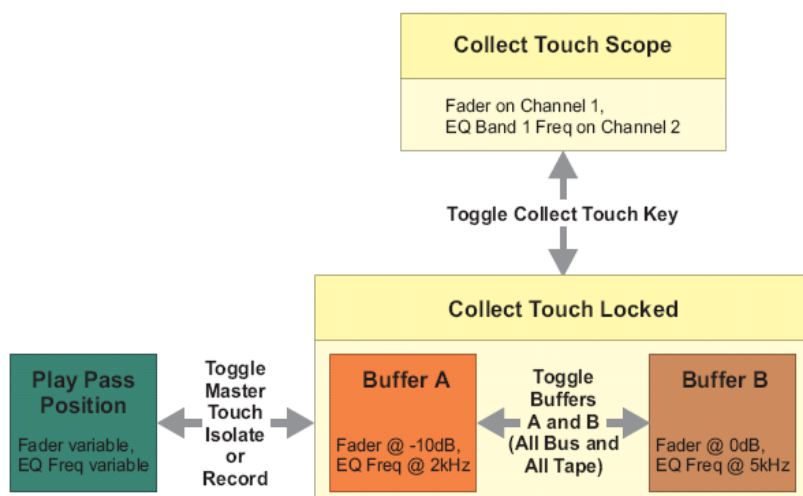 Collect Touch Scope
Fader on Channel 1,
EQ Band 1 Freq on Channel 2
Toggle Collect Touch Key
Collect Touch Locked
Play Pass
Position
Fader variable,
EQ Freq variable
Toggle
Master
Touch
Isolate
or
Record
Buffer A
Fader @ -10dB,
EQ Freq @ 2kHz
Toggle
Buffers
A and B
(All Bus and
All Tape)
Buffer B
Fader @ 0dB,
EQ Freq @ 5kHz